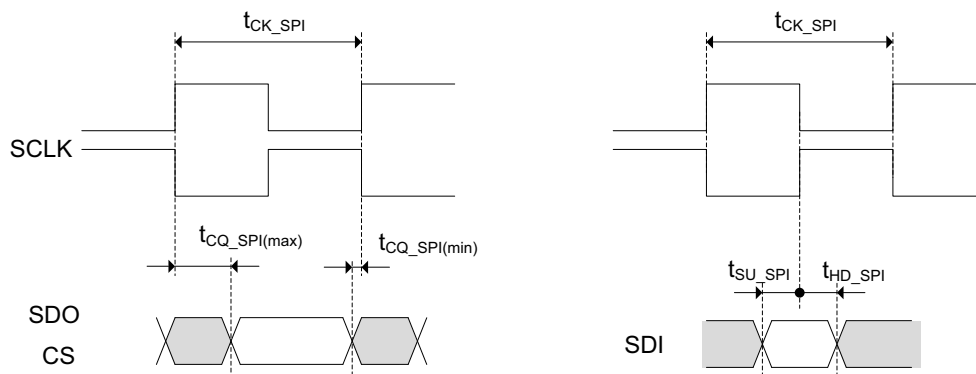 tCK_SPI
tCK_SPI
SCLK
tCQ_SPI(max)
tCQ_SPI(min)
tSU_SPI
tHD_SPI
SDO
CS
SDI